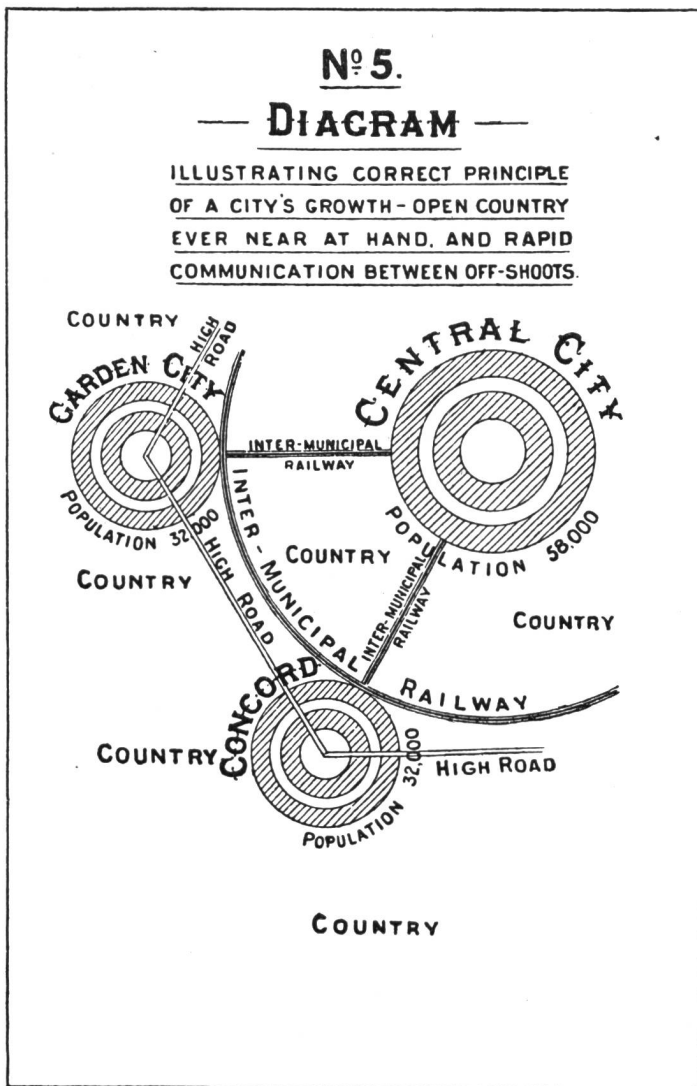 Nº 5.
— DIAGRAM —
ILLUSTRATING CORRECT PRINCIPLE
OF A CITY'S GROWTH - OPEN COUNTRY
EVER NEAR AT HAND, AND RAPID
COMMUNICATION BETWEEN OFF-SHOOTS.
COUNTRY
HIGH
ROAD
GARDEN CITY
POPULATION 32,000
CENTRAL CITY
POPULATION 58,000
INTER-MUNICIPAL
RAILWAY
INTER-MUNICIPAL RAILWAY
COUNTRY
INTER-MUNICIPAL
RAILWAY
COUNTRY
HIGH ROAD
COUNTRY
CONCORD
POPULATION 32,000
COUNTRY
HIGH ROAD
COUNTRY